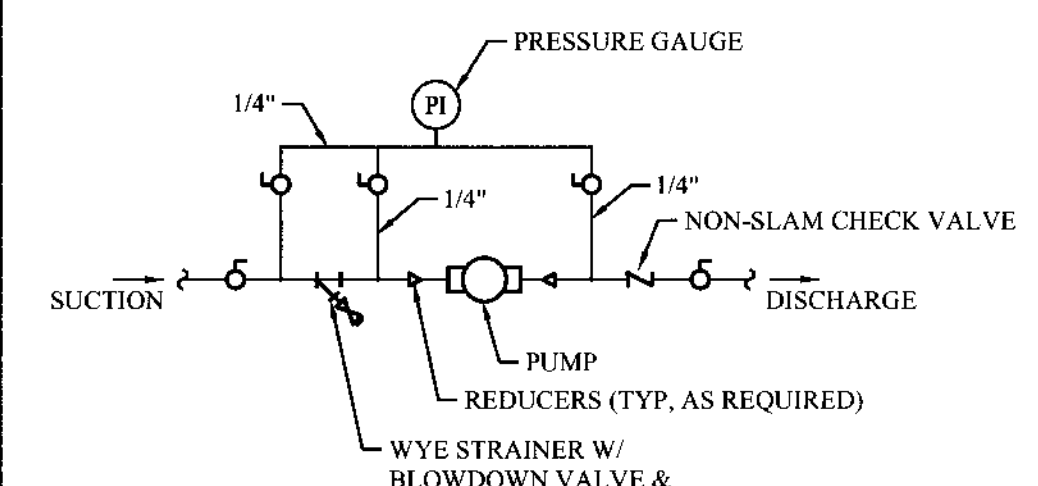 PRESSURE GAUGE
1/4"
PI
1/4"
1/4"
NON-SLAM CHECK VALVE
SUCTION
DISCHARGE
PUMP
REDUCERS (TYP, AS REQUIRED)
WYE STRAINER W/
BLOWDOWN VALVE &